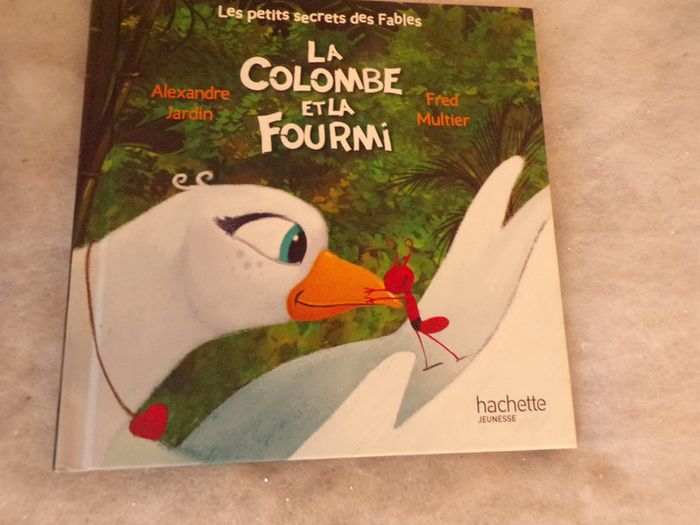 Les petits secrets des Fables
LA
COLOMBE
ET LA
FOURMi
Alexandre
Jardin
Fred
Multier
hachette
JEUNESSE